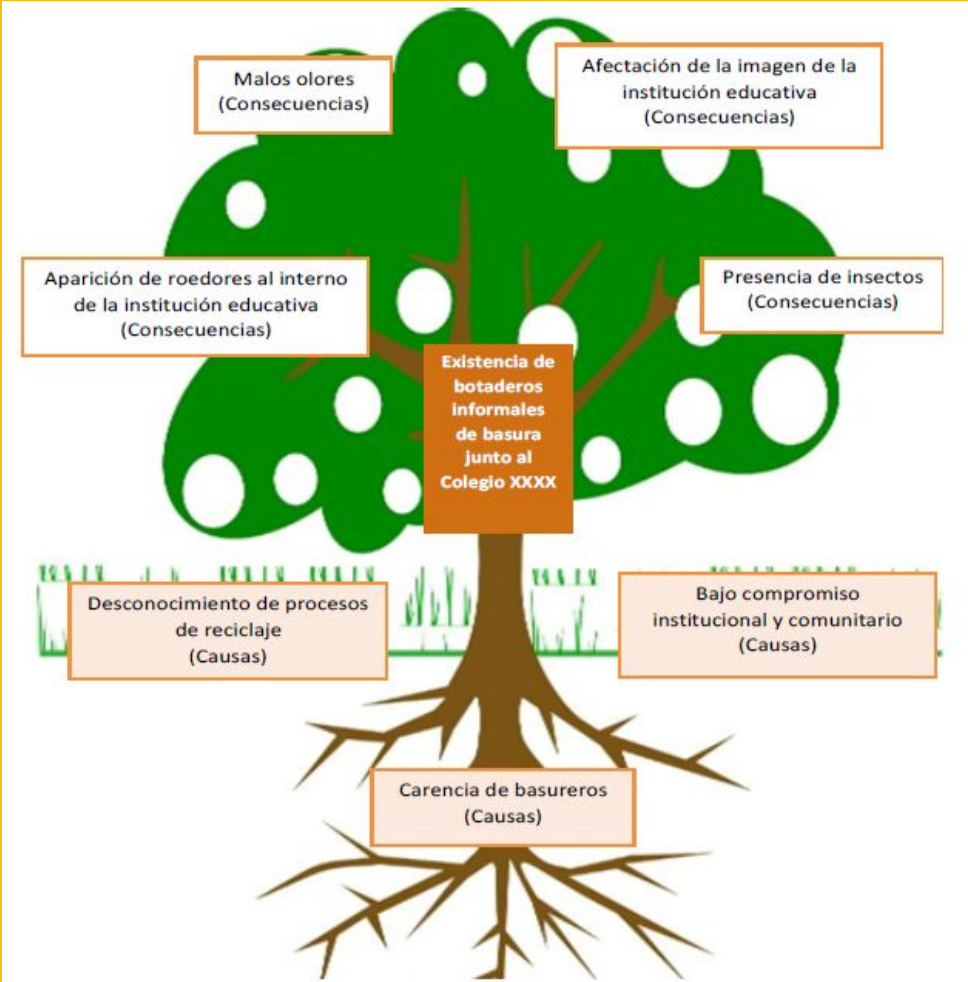 Malos olores
(Consecuencias)
Afectación de la imagen de la
institución educativa
(Consecuencias)
Aparición de roedores al interno
de la institución educativa
(Consecuencias)
Presencia de insectos
(Consecuencias)
Existencia de
botaderos
informales
de basura
junto al
Colegio XXXX
Desconocimiento de procesos
de reciclaje
(Causas)
Bajo compromiso
institucional y comunitario
(Causas)
Carencia de basureros
(Causas)